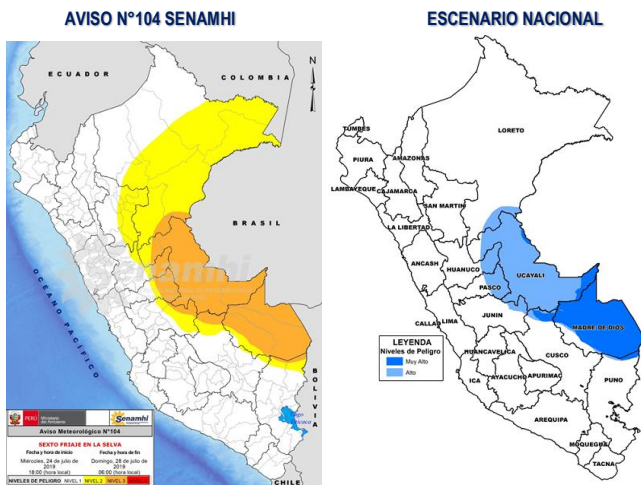 AVISO N°104 SENAMHI
ECUADOR
COLOMBIA
N
BRASIL
Senamhi
OCEANO PACIFICO
BOLIVIA
Lago
CHILE
PERÚ Ministerio del Ambiente Senamhi
Aviso Meteorológico N°104
SEXTO FRIAJE EN LA SELVA
Fecha y hora de inicio Fecha y hora de fin
Miércoles, 24 de julio de 2019 Domingo, 28 de julio de 2019
18:00 (hora local) 06:00 (hora local)
NIVELES DE PELIGRO NIVEL 1 NIVEL 2 NIVEL 3
ESCENARIO NACIONAL
TUMBES
LORETO
PIURA
AMAZONAS
LAMBAYEQUE
CAJAMARCA
SAN MARTIN
LA LIBERTAD
ANCASH
HUANUCO
UCAYALI
PASCO
CALLAO
LIMA
JUNIN
MADRE DE DIOS
HUANCAVELICA
CUSCO
ICA
AYACUCHO
APURIMAC
PUNO
AREQUIPA
MOQUEGUA
TACNA
LEYENDA
Niveles de Peligro
Muy Alto
Alto